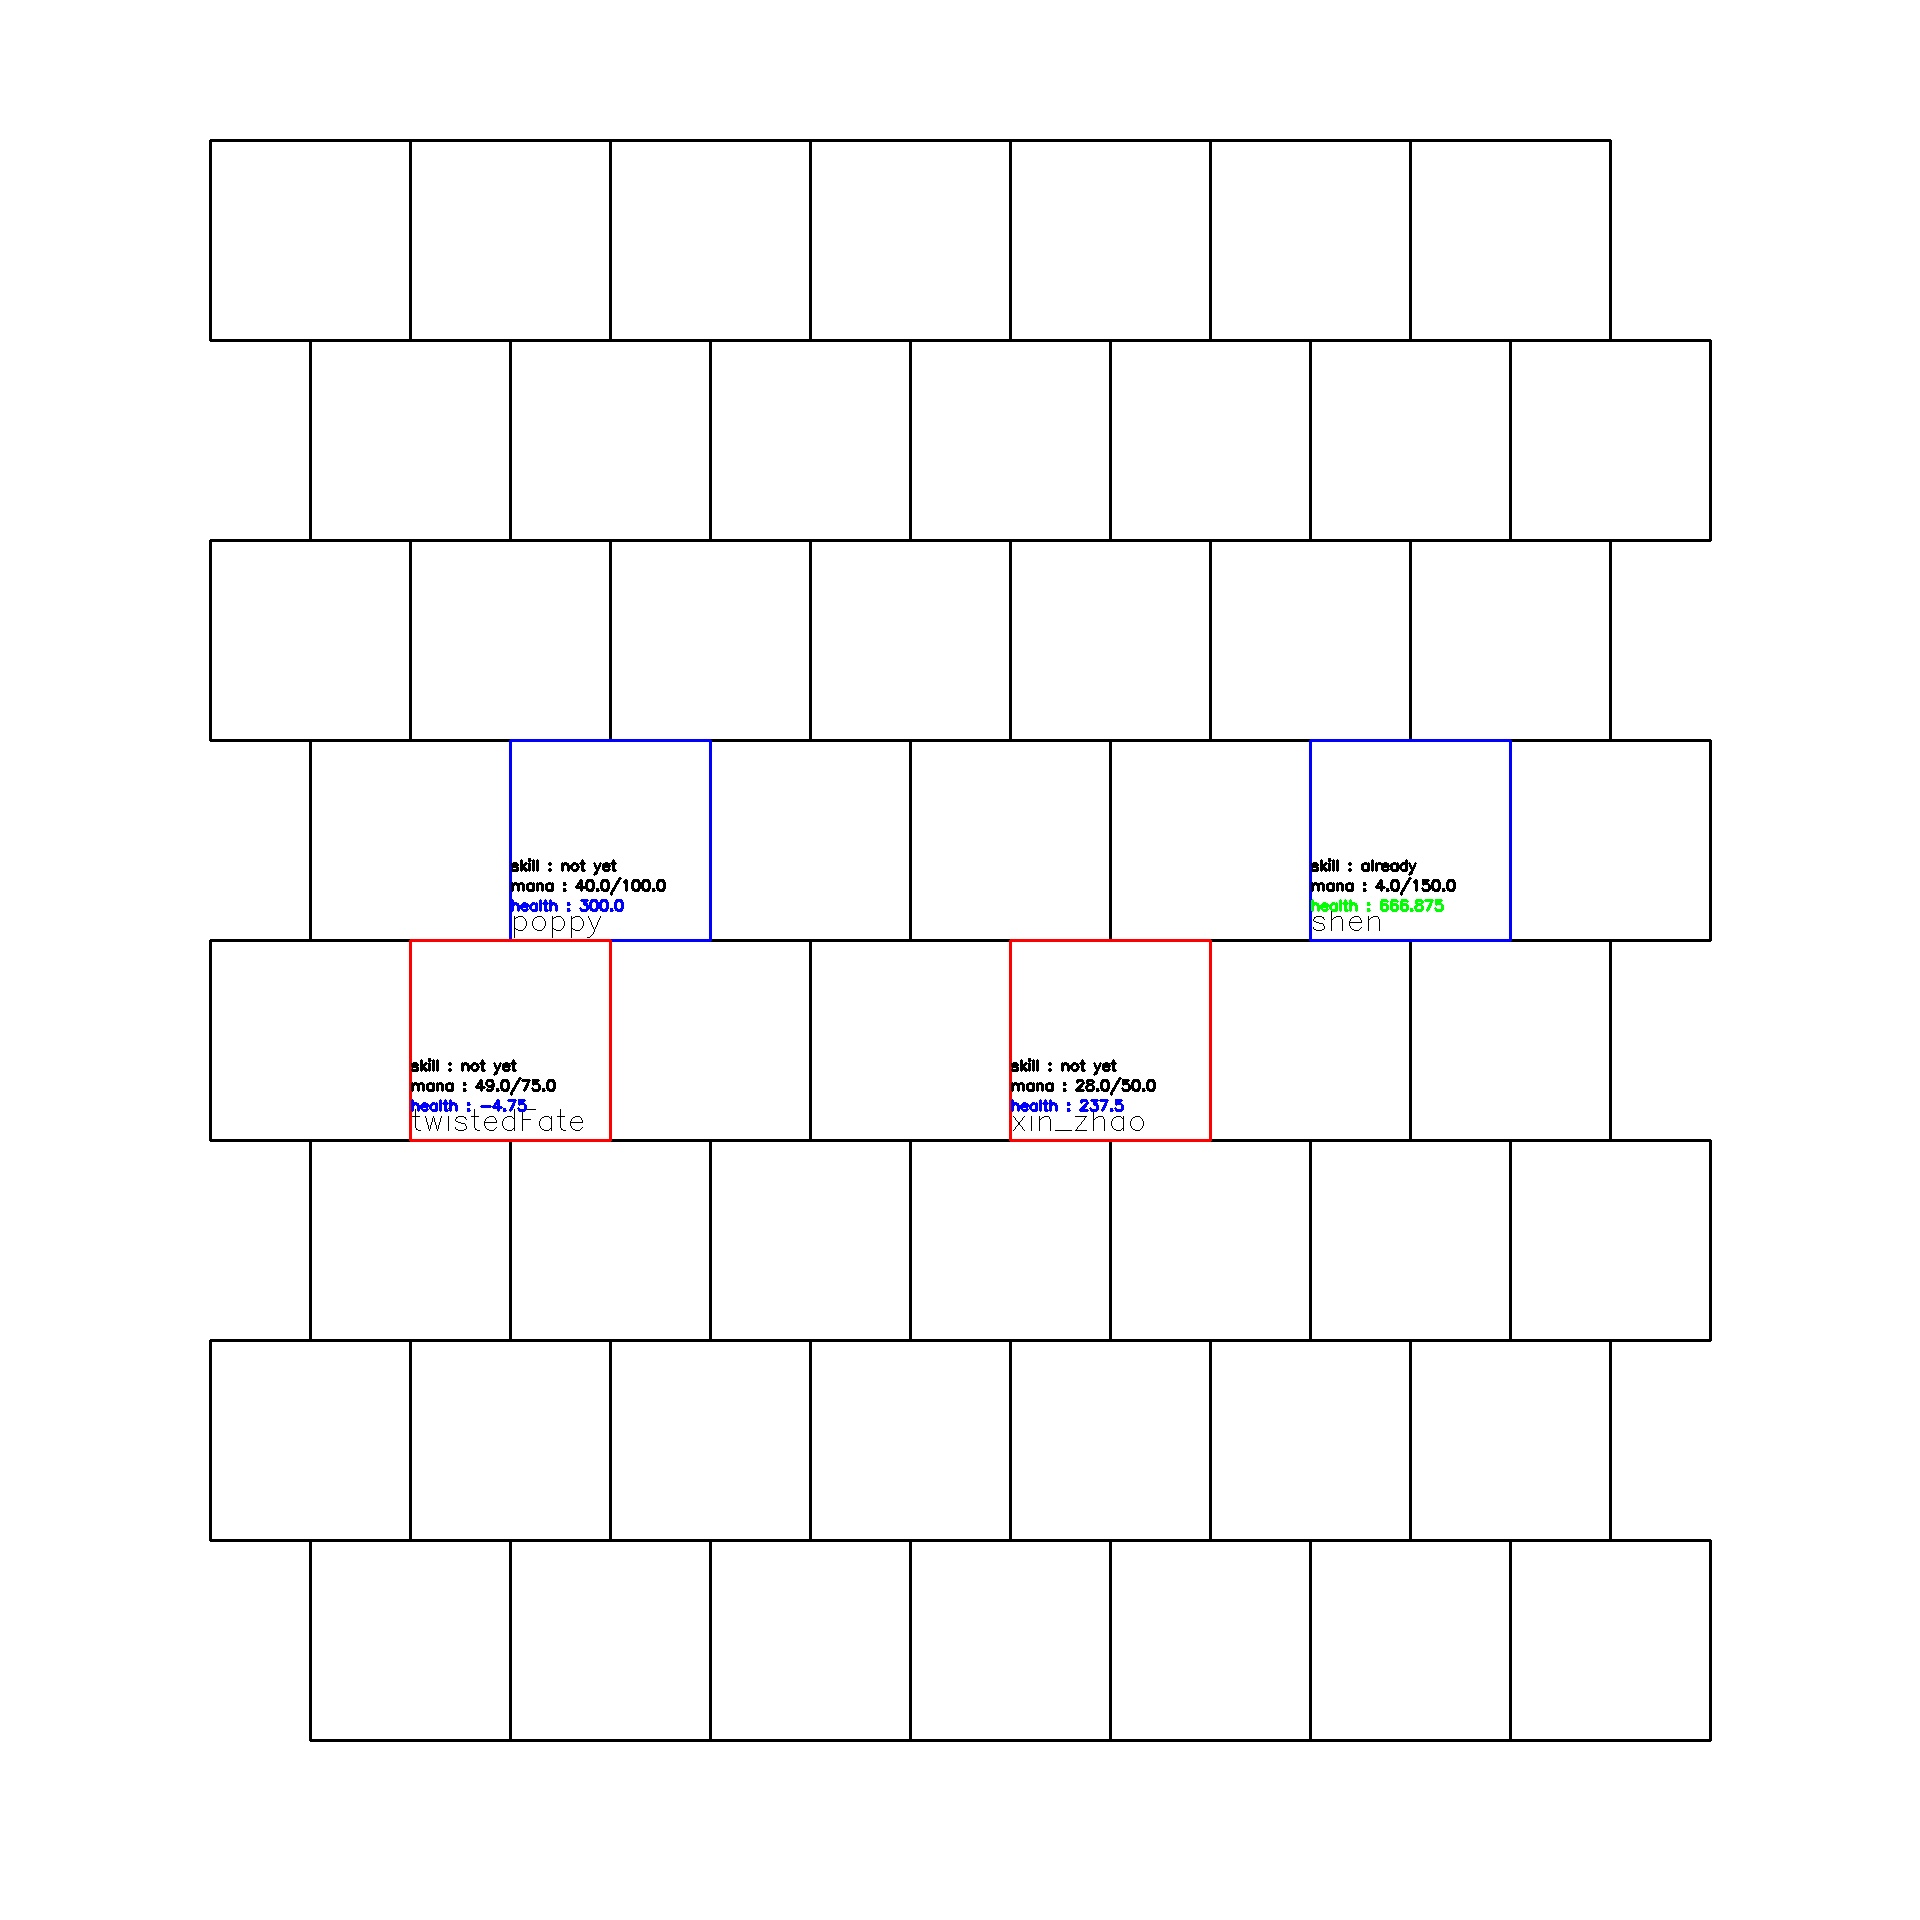 skill : not yet
mana : 40.0/100.0
health : 300.0
poppy
skill : already
mana : 4.0/150.0
health : 666.875
shen
skill : not yet
mana : 49.0/75.0
health : -4.75
twistedFate
skill : not yet
mana : 28.0/50.0
health : 237.5
xin_zhao